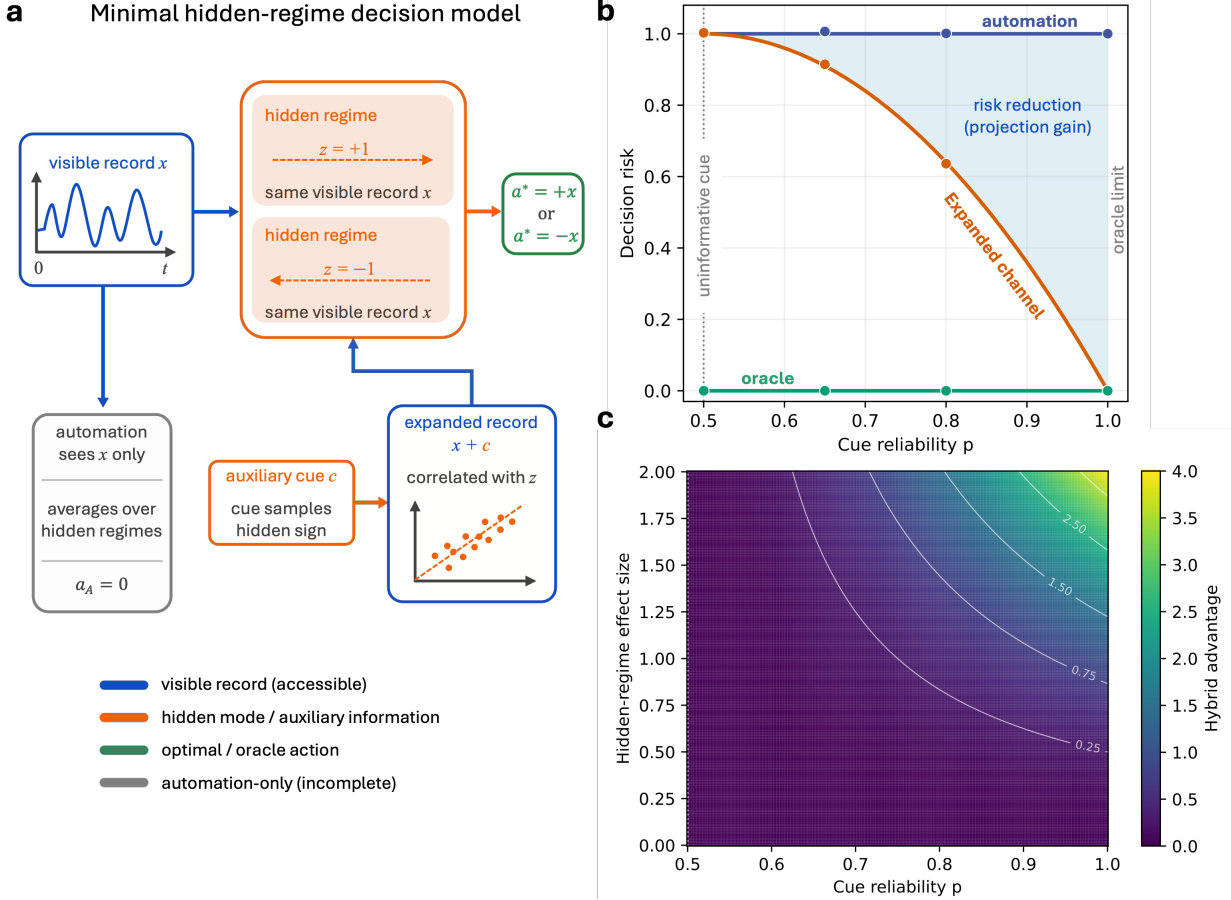 a
Minimal hidden-regime decision model
visible record x
0
t
hidden regime
z = +1
same visible record x
hidden regime
z = −1
same visible record x
a* = +x
or
a* = −x
automation
sees x only
averages over
hidden regimes
a_A = 0
auxiliary cue c
cue samples
hidden sign
expanded record
x + c
correlated with z
visible record (accessible)
hidden mode / auxiliary information
optimal / oracle action
automation-only (incomplete)
b
Decision risk
1.0
0.8
0.6
0.4
0.2
0.0
automation
risk reduction
(projection gain)
uninformative cue
Expanded channel
oracle limit
oracle
0.5
0.6
0.7
0.8
0.9
1.0
Cue reliability p
c
Hidden-regime effect size
2.00
1.75
1.50
1.25
1.00
0.75
0.50
0.25
0.00
2.50
1.50
0.75
0.25
0.5
0.6
0.7
0.8
0.9
1.0
Cue reliability p
4.0
3.5
3.0
2.5
2.0
1.5
1.0
0.5
0.0
Hybrid advantage